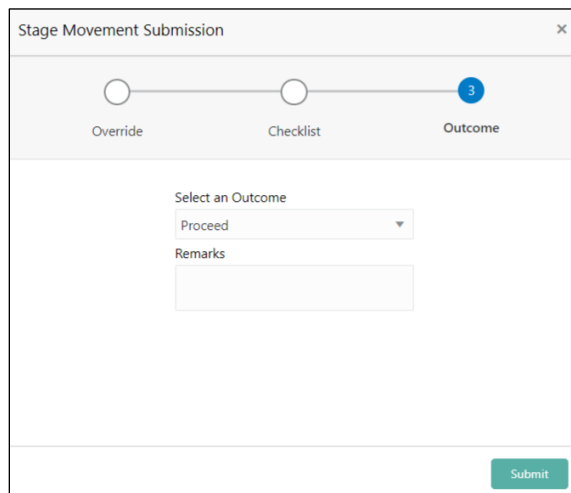 Stage Movement Submission ×
3
Override Checklist Outcome
Select an Outcome
Proceed
Remarks
Submit